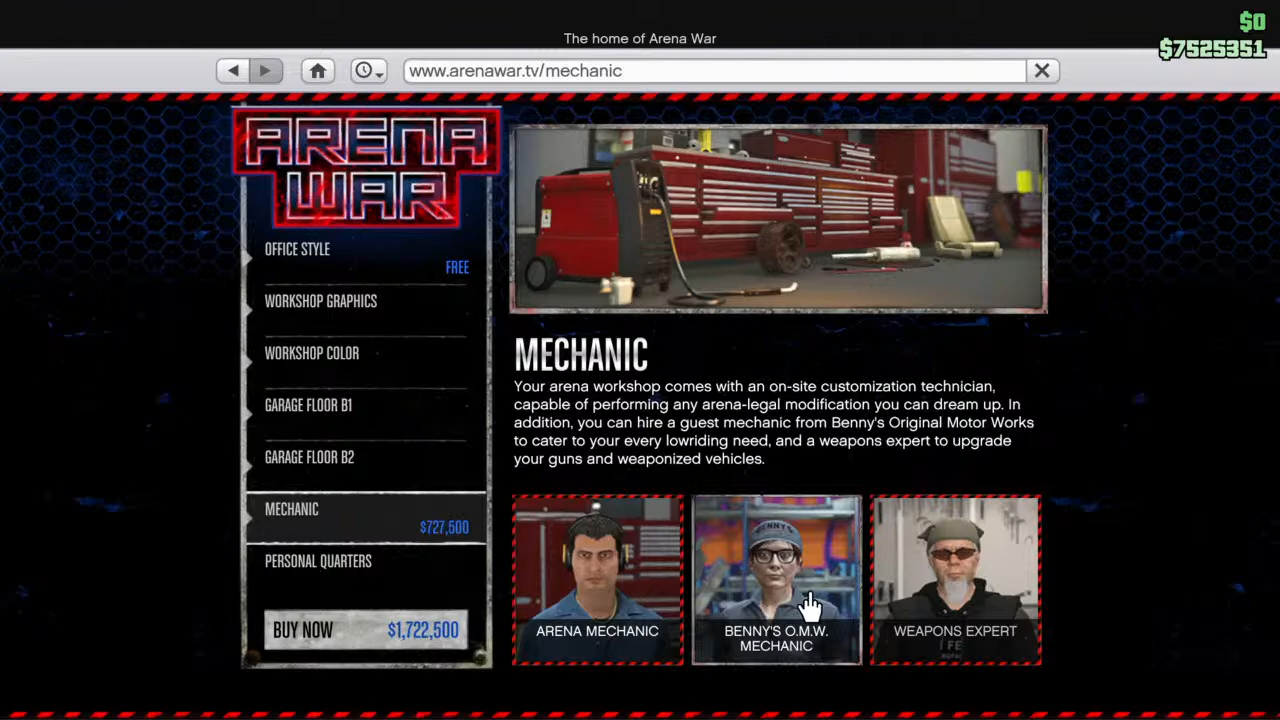 The home of Arena War
$0
$7525351
www.arenawar.tv/mechanic
ARENA
WAR
OFFICE STYLE
FREE
WORKSHOP GRAPHICS
WORKSHOP COLOR
GARAGE FLOOR B1
GARAGE FLOOR B2
MECHANIC
$727,500
PERSONAL QUARTERS
BUY NOW $1,722,500
MECHANIC
Your arena workshop comes with an on-site customization technician,
capable of performing any arena-legal modification you can dream up. In
addition, you can hire a guest mechanic from Benny's Original Motor Works
to cater to your every lowriding need, and a weapons expert to upgrade
your guns and weaponized vehicles.
ARENA MECHANIC
BENNY'S
BENNY'S O.M.W.
MECHANIC
WEAPONS EXPERT